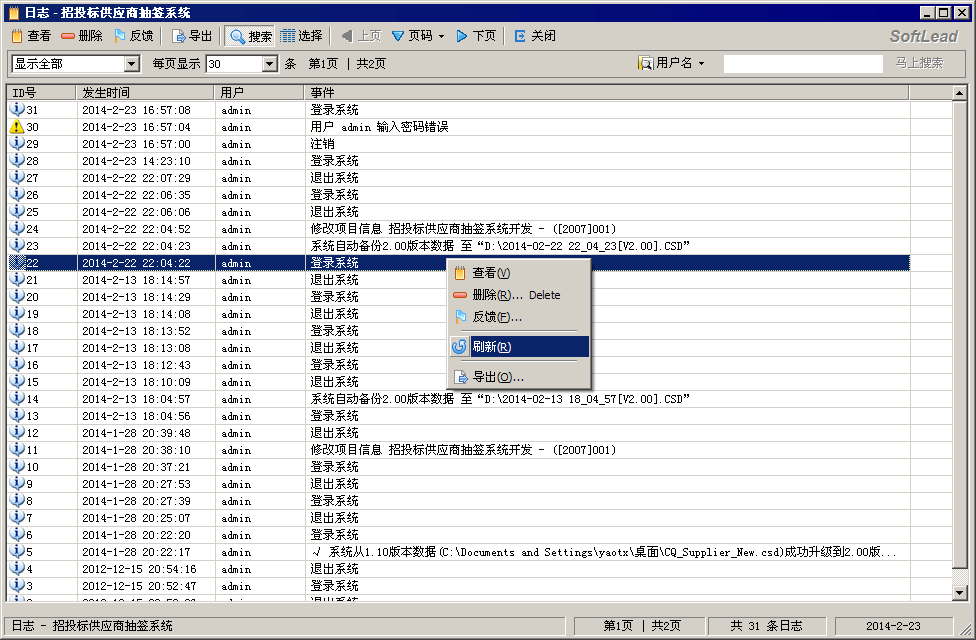 日志 - 招投标供应商抽签系统
查看 删除 反馈 导出 搜索 选择 上页 页码 下页 关闭 SoftLead
显示全部 每页显示 30 条 第1页 | 共2页 用户名 马上搜索
ID号 发生时间 用户 事件
31 2014-2-23 16:57:08 admin 登录系统
30 2014-2-23 16:57:04 admin 用户 admin 输入密码错误
29 2014-2-23 16:57:00 admin 注销
28 2014-2-23 14:23:10 admin 登录系统
27 2014-2-22 22:07:29 admin 退出系统
26 2014-2-22 22:06:35 admin 登录系统
25 2014-2-22 22:06:06 admin 退出系统
24 2014-2-22 22:04:52 admin 修改项目信息 招投标供应商抽签系统开发 - ([2007]001)
23 2014-2-22 22:04:23 admin 系统自动备份2.00版本数据 至“D:\2014-02-22 22_04_23[V2.00].CSD”
22 2014-2-22 22:04:22 admin 登录系统
21 2014-2-13 18:14:57 admin 退出系统
20 2014-2-13 18:14:29 admin 登录系统
19 2014-2-13 18:14:08 admin 退出系统
18 2014-2-13 18:13:52 admin 登录系统
17 2014-2-13 18:13:08 admin 退出系统
16 2014-2-13 18:12:43 admin 登录系统
15 2014-2-13 18:10:09 admin 退出系统
14 2014-2-13 18:04:57 admin 系统自动备份2.00版本数据 至“D:\2014-02-13 18_04_57[V2.00].CSD”
13 2014-2-13 18:04:56 admin 登录系统
12 2014-1-28 20:39:48 admin 退出系统
11 2014-1-28 20:38:10 admin 修改项目信息 招投标供应商抽签系统开发 - ([2007]001)
10 2014-1-28 20:37:21 admin 登录系统
9 2014-1-28 20:27:53 admin 退出系统
8 2014-1-28 20:27:39 admin 登录系统
7 2014-1-28 20:25:07 admin 退出系统
6 2014-1-28 20:22:20 admin 登录系统
5 2014-1-28 20:22:17 admin √ 系统从1.10版本数据(C:\Documents and Settings\yaotx\桌面\CQ_Supplier_New.csd)成功升级到2.00版...
4 2012-12-15 20:54:16 admin 退出系统
3 2012-12-15 20:52:47 admin 登录系统
查看(V)
删除(R)... Delete
反馈(F)...
刷新(R)
导出(O)...
日志 - 招投标供应商抽签系统 第1页 | 共2页 共 31 条日志 2014-2-23